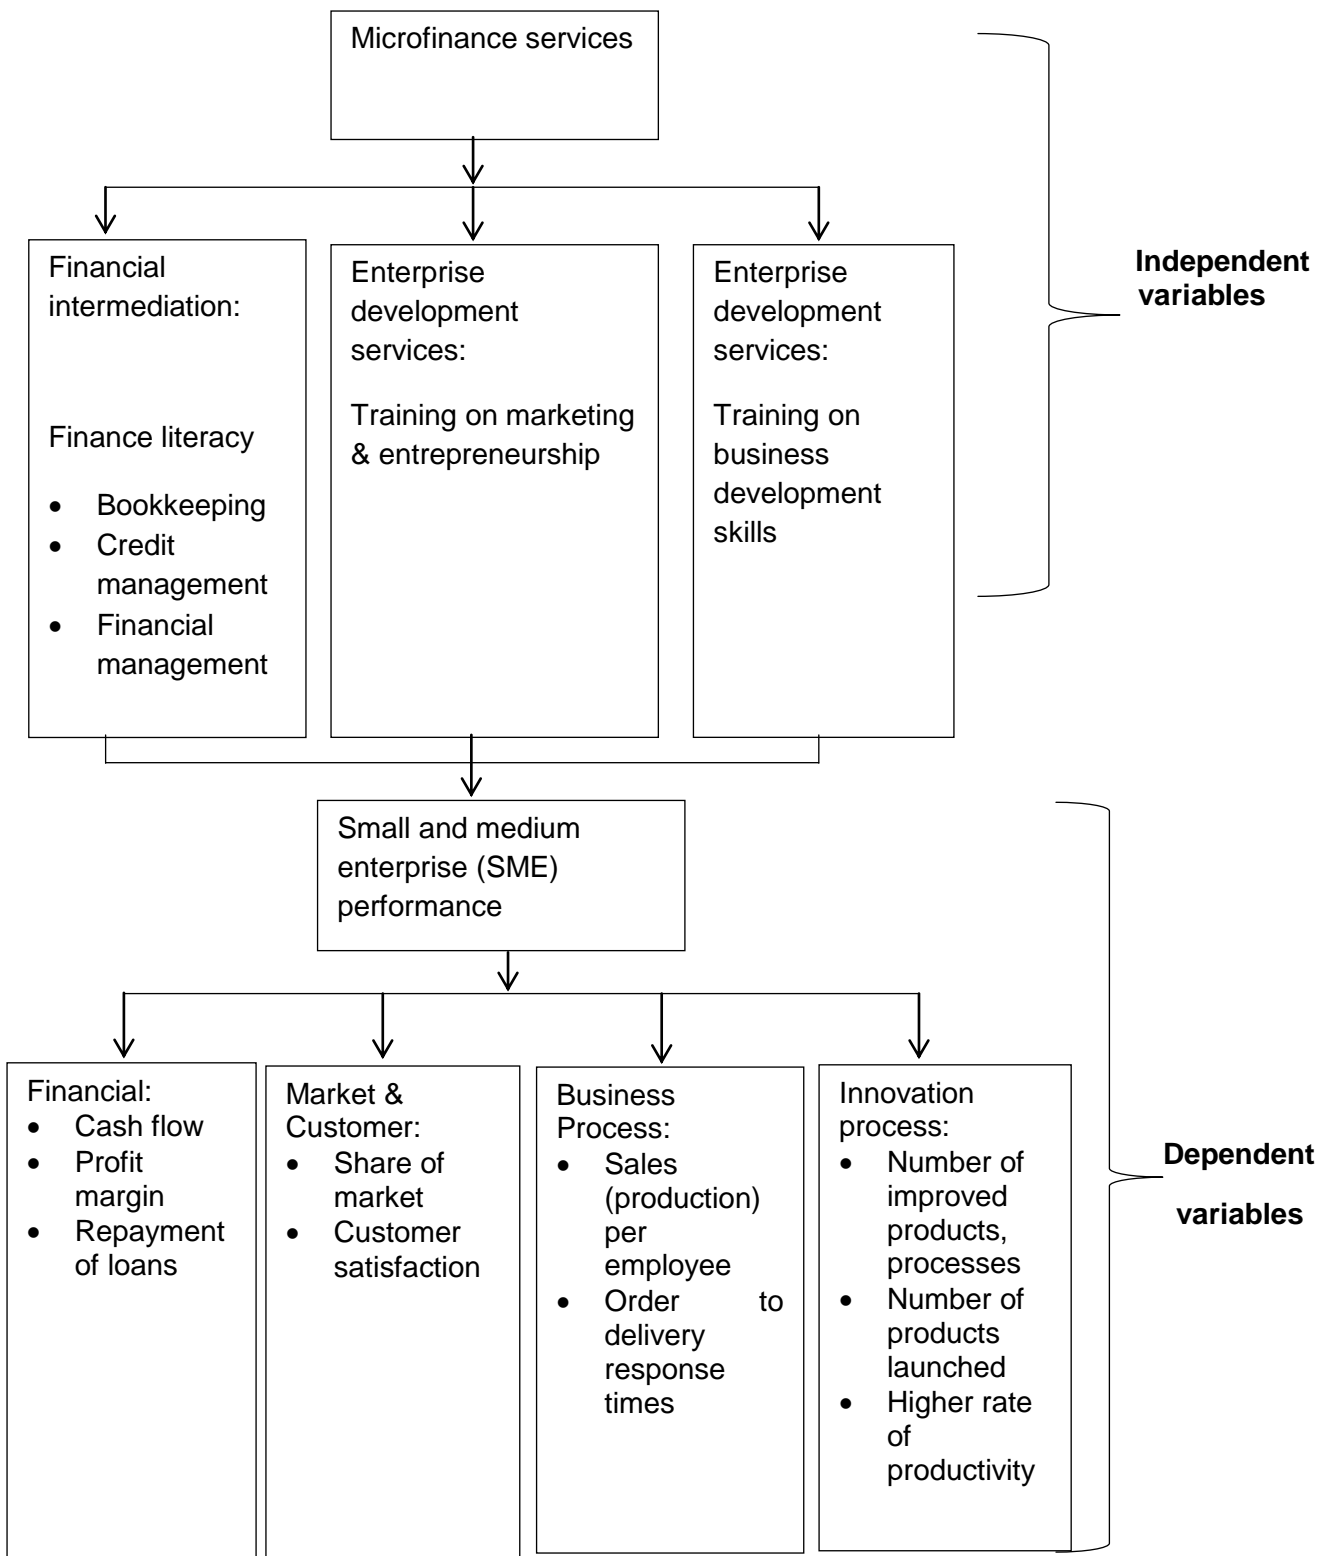 Microfinance services
Independent
variables
Financial
intermediation:
Finance literacy
• Bookkeeping
• Credit
management
• Financial
management
Enterprise
development
services:
Training on marketing
& entrepreneurship
Enterprise
development
services:
Training on
business
development
skills
Small and medium
enterprise (SME)
performance
Dependent
variables
Financial:
• Cash flow
• Profit
margin
• Repayment
of loans
Market &
Customer:
• Share of
market
• Customer
satisfaction
Business
Process:
• Sales
(production)
per
employee
• Order to
delivery
response
times
Innovation
process:
• Number of
improved
products,
processes
• Number of
products
launched
• Higher rate
of
productivity